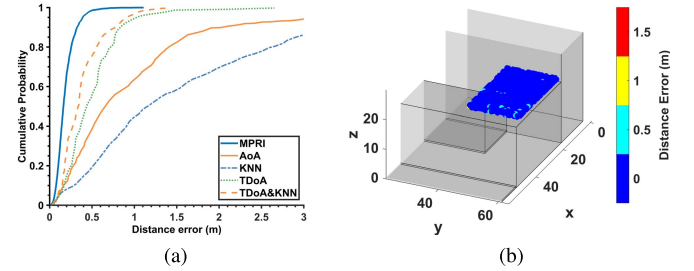 1
0.8
0.6
0.4
0.2
0
Cumulative Probability
MPRI
AoA
KNN
TDoA
TDoA&KNN
0 0.5 1 1.5 2 2.5 3
Distance error (m)
(a)
20
10
0
z
40
60
y
0
20
40
x
1.5
1
0.5
0
Distance Error (m)
(b)